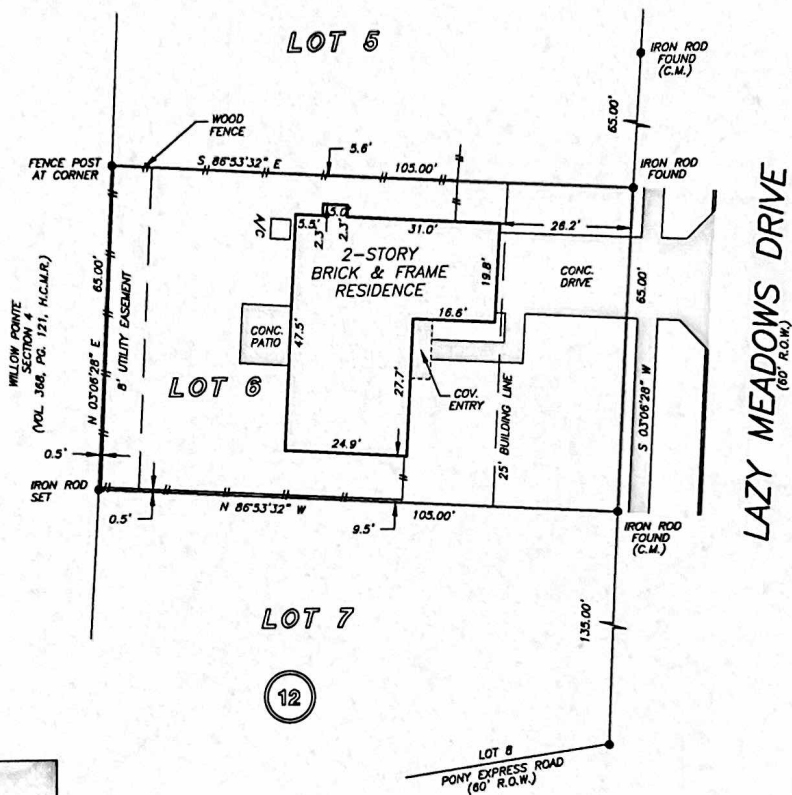 LOT 5
IRON ROD
FOUND
(C.M.)
65.00'
WOOD
FENCE
5.6'
FENCE POST
AT CORNER
S 86°53'32" E
105.00'
IRON ROD
FOUND
A/C
5.5'
5.0'
2.3'
2.3'
31.0'
26.2'
2-STORY
BRICK & FRAME
RESIDENCE
19.8'
CONC.
DRIVE
65.00'
LAZY MEADOWS DRIVE
(60' R.O.W.)
WILLOW POINTE
SECTION 4
(VOL. 368, PG. 121, H.C.M.R.)
N 03°06'28" E
65.00'
8' UTILITY EASEMENT
CONC.
PATIO
47.5'
16.6'
27.7'
COV.
ENTRY
25' BUILDING LINE
S 03°06'28" W
LOT 6
24.9'
0.5'
IRON ROD
SET
0.5'
N 86°53'32" W
9.5'
105.00'
IRON ROD
FOUND
(C.M.)
LOT 7
135.00'
12
LOT 8
PONY EXPRESS ROAD
(60' R.O.W.)